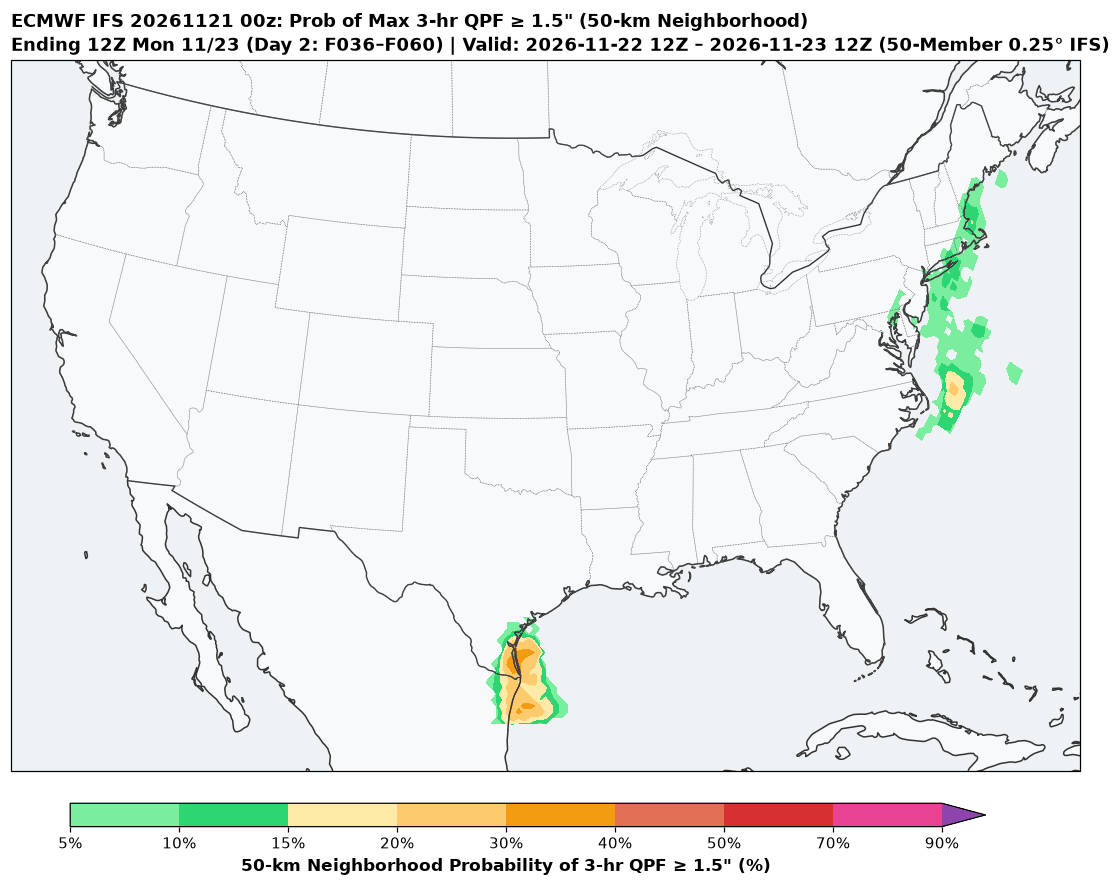 ECMWF IFS 20261121 00z: Prob of Max 3-hr QPF ≥ 1.5" (50-km Neighborhood)
Ending 12Z Mon 11/23 (Day 2: F036–F060) | Valid: 2026-11-22 12Z – 2026-11-23 12Z (50-Member 0.25° IFS)
5% 10% 15% 20% 30% 40% 50% 70% 90%
50-km Neighborhood Probability of 3-hr QPF ≥ 1.5" (%)